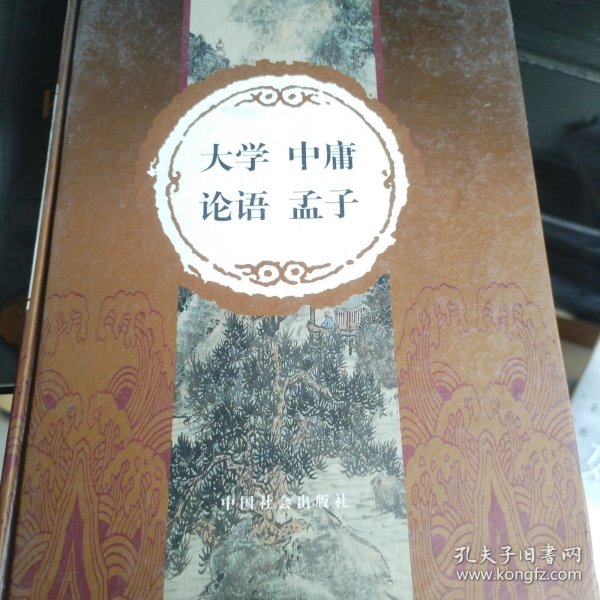 大学 中庸
论语 孟子
中国社会出版社
孔夫子旧書网
www.kongfz.com